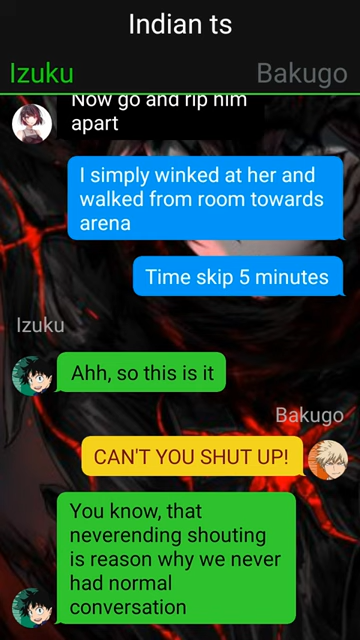 Indian ts
Izuku
Bakugo
Now go and rip him
apart
I simply winked at her and
walked from room towards
arena
Time skip 5 minutes
Izuku
Ahh, so this is it
Bakugo
CAN'T YOU SHUT UP!
You know, that
neverending shouting
is reason why we never
had normal
conversation